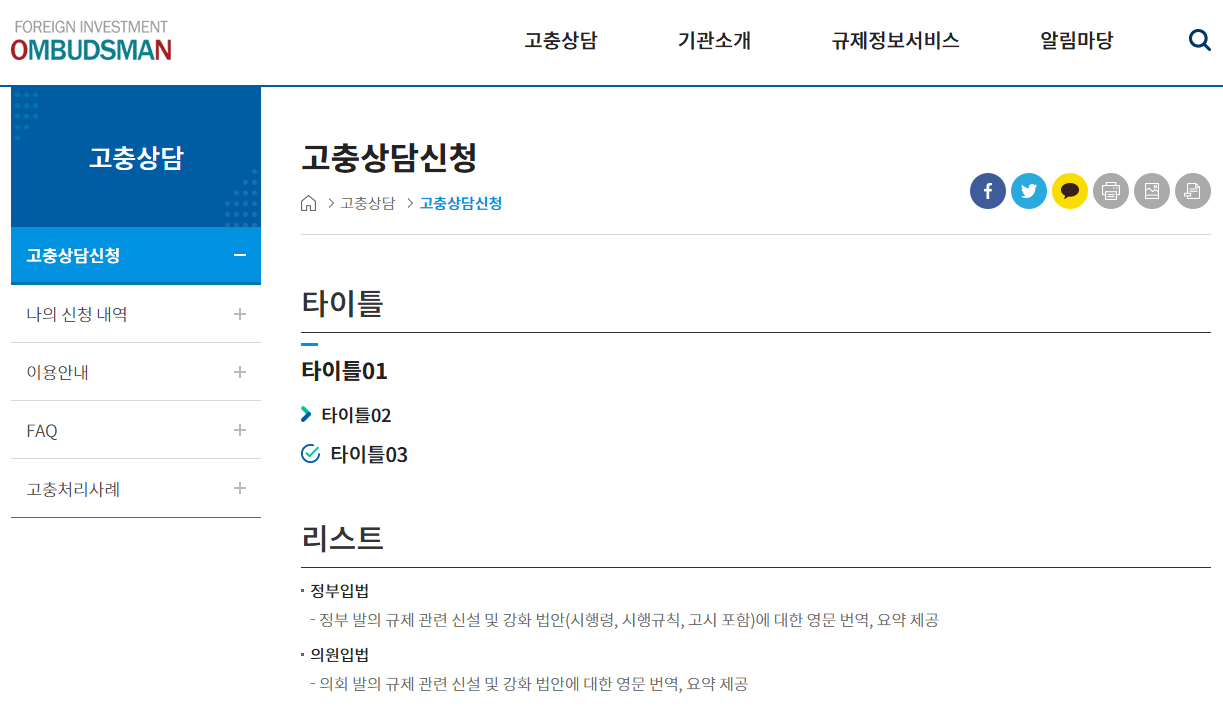 FOREIGN INVESTMENT
OMBUDSMAN
고충상담 기관소개 규제정보서비스 알림마당
고충상담
고충상담신청
나의 신청 내역
이용안내
FAQ
고충처리사례
고충상담신청
고충상담 고충상담신청
타이틀
타이틀01
타이틀02
타이틀03
리스트
· 정부입법
- 정부 발의 규제 관련 신설 및 강화 법안(시행령, 시행규칙, 고시 포함)에 대한 영문 번역, 요약 제공
· 의원입법
- 의회 발의 규제 관련 신설 및 강화 법안에 대한 영문 번역, 요약 제공